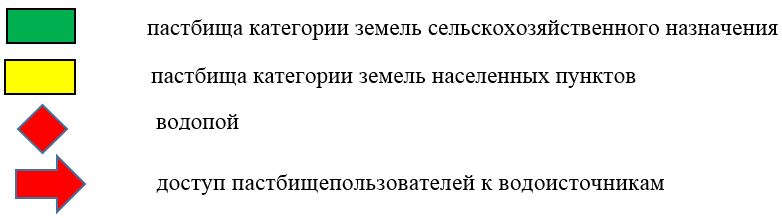 пастбища категории земель сельскохозяйственного назначения
пастбища категории земель населенных пунктов
водопой
доступ пастбищепользователей к водоисточникам